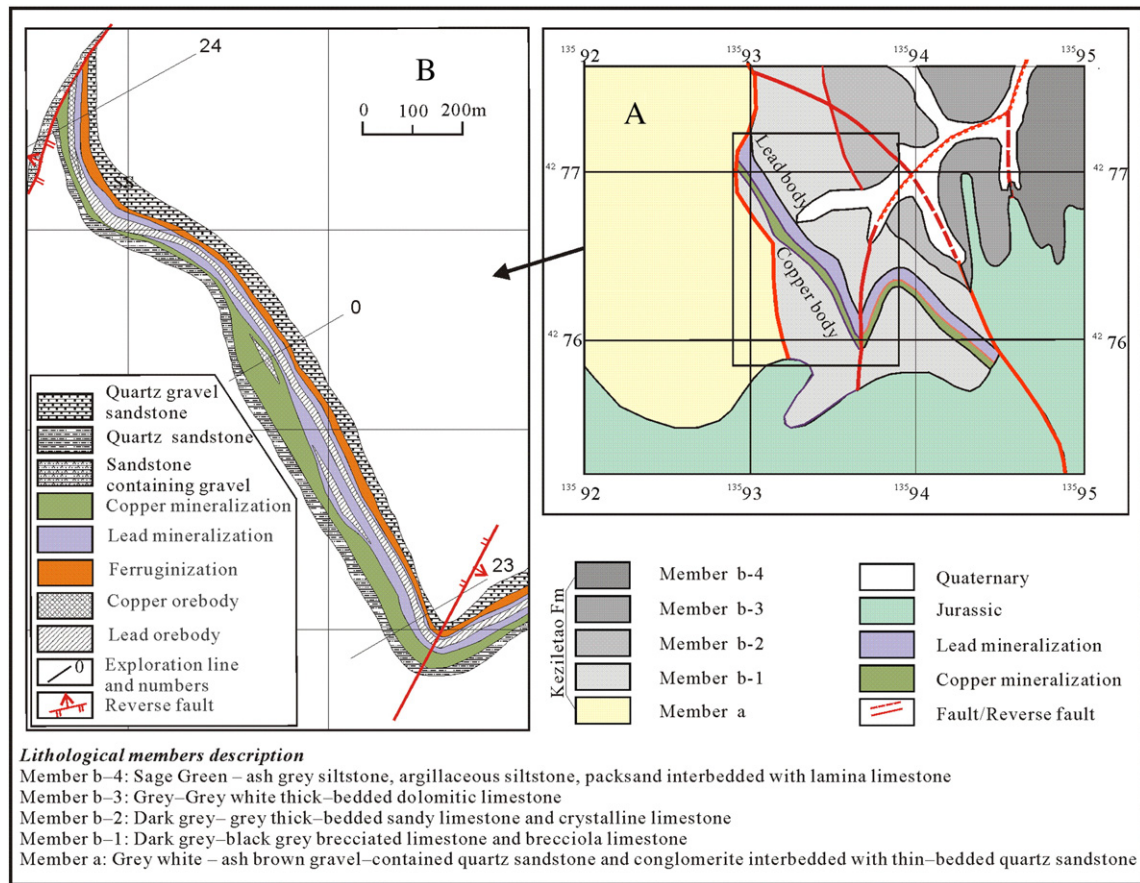 24
B
0 100 200m
0
23
Quartz gravel
sandstone
Quartz sandstone
Sandstone
containing gravel
Copper mineralization
Lead mineralization
Ferruginization
Copper orebody
Lead orebody
0
Exploration line
and numbers
Reverse fault
135 92
135 93
135 94
135 95
A
42 77
42 76
Lead body
Copper body
42 77
42 76
135 92
135 93
135 94
135 95
Keziletao Fm
Member b-4
Member b-3
Member b-2
Member b-1
Member a
Quaternary
Jurassic
Lead mineralization
Copper mineralization
Fault/Reverse fault
Lithological members description
Member b–4: Sage Green – ash grey siltstone, argillaceous siltstone, packsand interbedded with lamina limestone
Member b–3: Grey–Grey white thick–bedded dolomitic limestone
Member b–2: Dark grey– grey thick–bedded sandy limestone and crystalline limestone
Member b–1: Dark grey–black grey brecciated limestone and brecciola limestone
Member a: Grey white – ash brown gravel–contained quartz sandstone and conglomerite interbedded with thin–bedded quartz sandstone